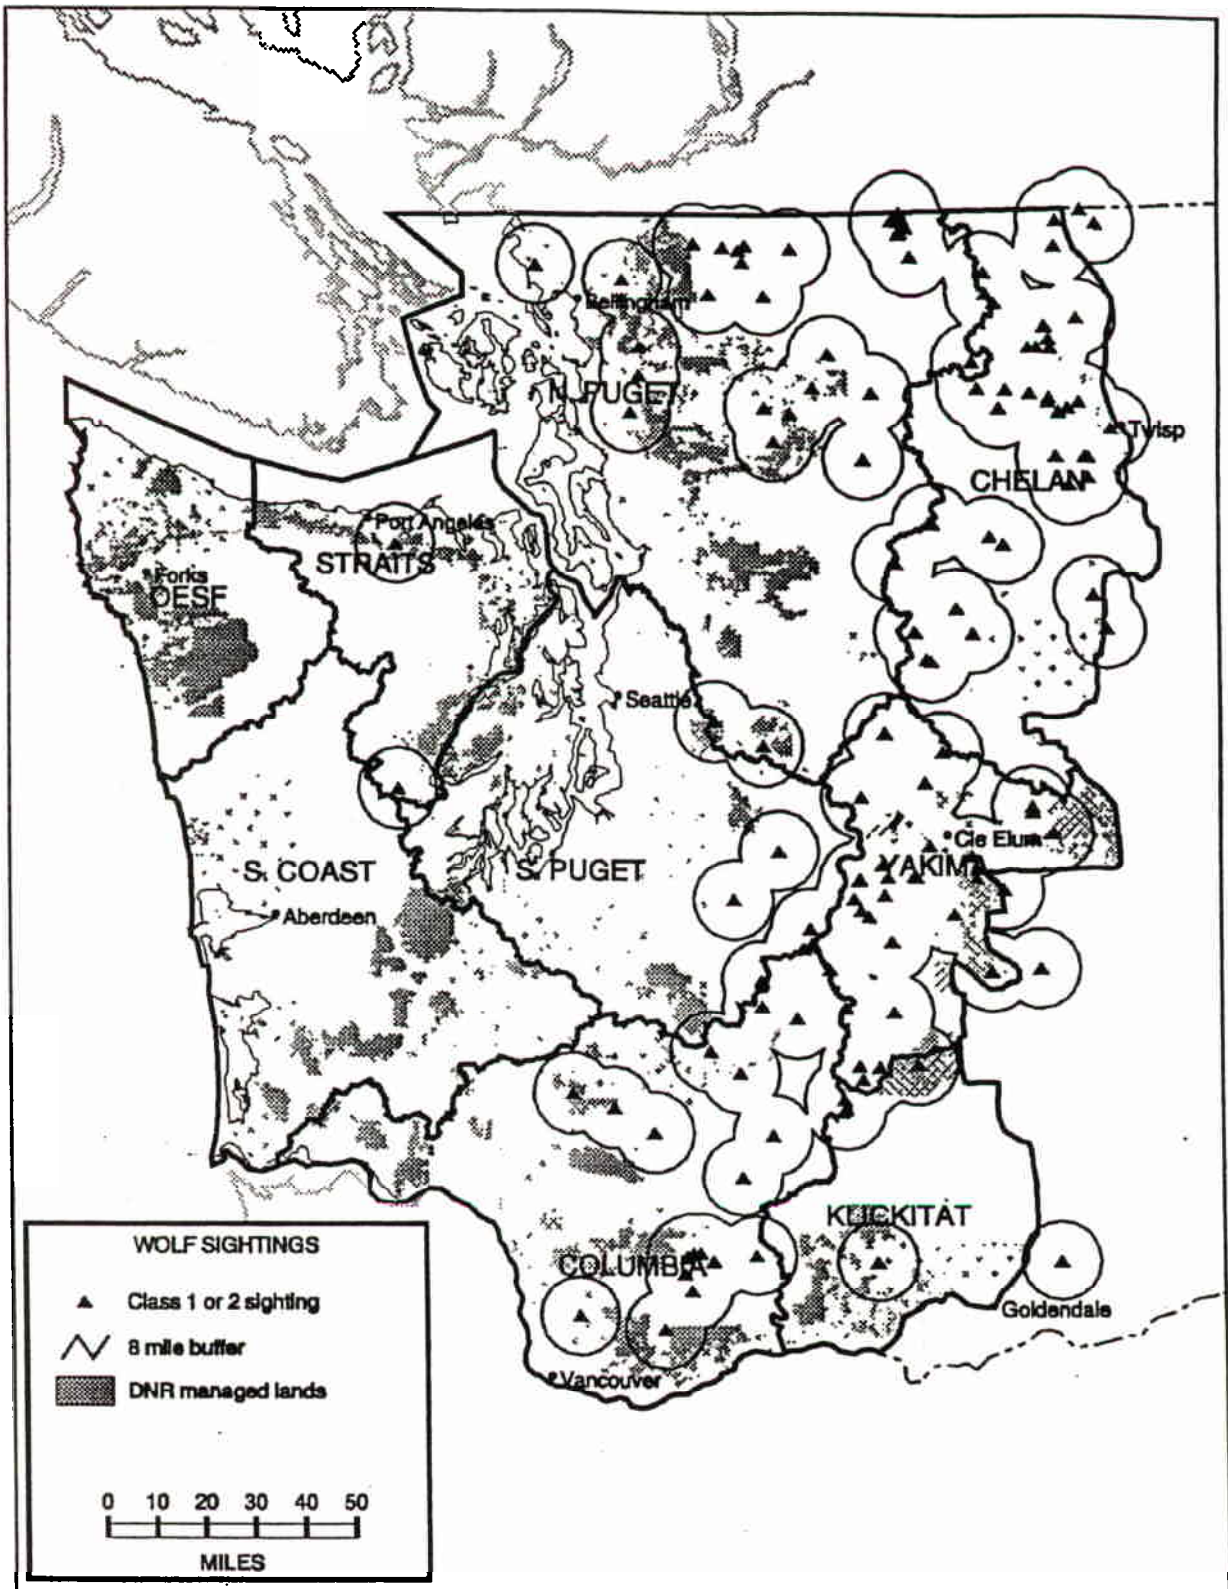 Bellingham
N. PUGET
Twisp
CHELAN
Port Angeles
STRAITS
Forks
OESF
Seattle
Cle Elum
S. COAST
S. PUGET
YAKIMA
Aberdeen
KLICKITAT
COLUMBIA
Goldendale
Vancouver
WOLF SIGHTINGS
Class 1 or 2 sighting
8 mile buffer
DNR managed lands
0 10 20 30 40 50
MILES